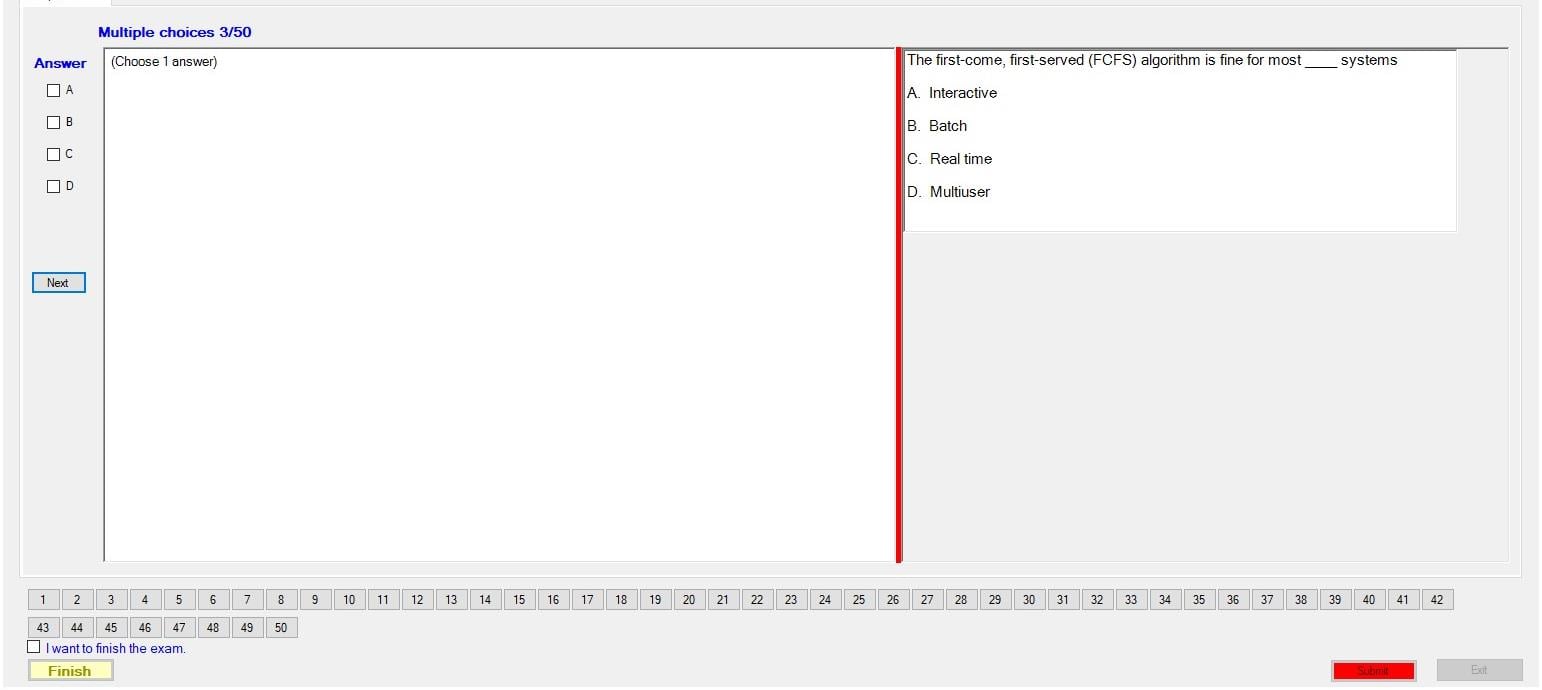 Multiple choices 3/50
Answer
(Choose 1 answer)
A
B
C
D
Next
The first-come, first-served (FCFS) algorithm is fine for most ____ systems
A. Interactive
B. Batch
C. Real time
D. Multiuser
1 2 3 4 5 6 7 8 9 10 11 12 13 14 15 16 17 18 19 20 21 22 23 24 25 26 27 28 29 30 31 32 33 34 35 36 37 38 39 40 41 42
43 44 45 46 47 48 49 50
I want to finish the exam.
Finish
Submit
Exit